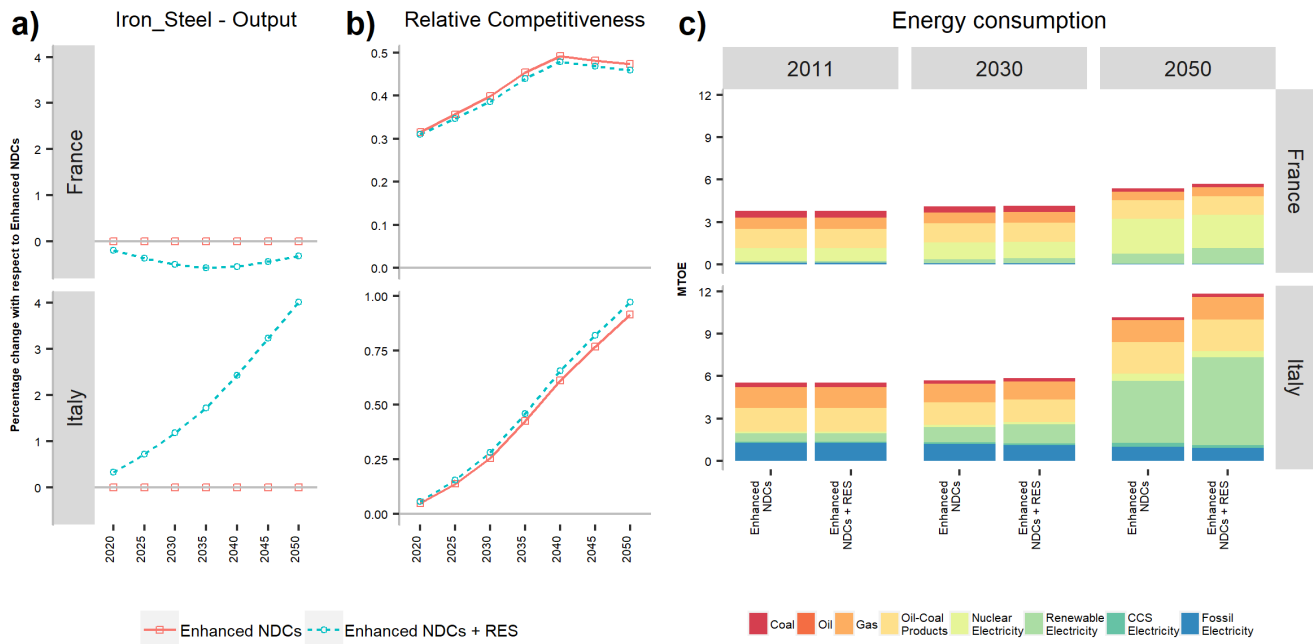 a)
Iron_Steel - Output
b)
Relative Competitiveness
c)
Energy consumption
Percentage change with respect to Enhanced NDCs
France
4
3
2
1
0
Italy
4
3
2
1
0
2020
2025
2030
2035
2040
2045
2050
0.5
0.4
0.3
0.2
0.1
0.0
1.00
0.75
0.50
0.25
0.00
2020
2025
2030
2035
2040
2045
2050
2011
2030
2050
MTOE
12
9
6
3
0
France
12
9
6
3
0
Italy
Enhanced
NDCs
Enhanced
NDCs + RES
Enhanced
NDCs
Enhanced
NDCs + RES
Enhanced
NDCs
Enhanced
NDCs + RES
Enhanced NDCs
Enhanced NDCs + RES
Coal
Oil
Gas
Oil-Coal
Products
Nuclear
Electricity
Renewable
Electricity
CCS
Electricity
Fossil
Electricity